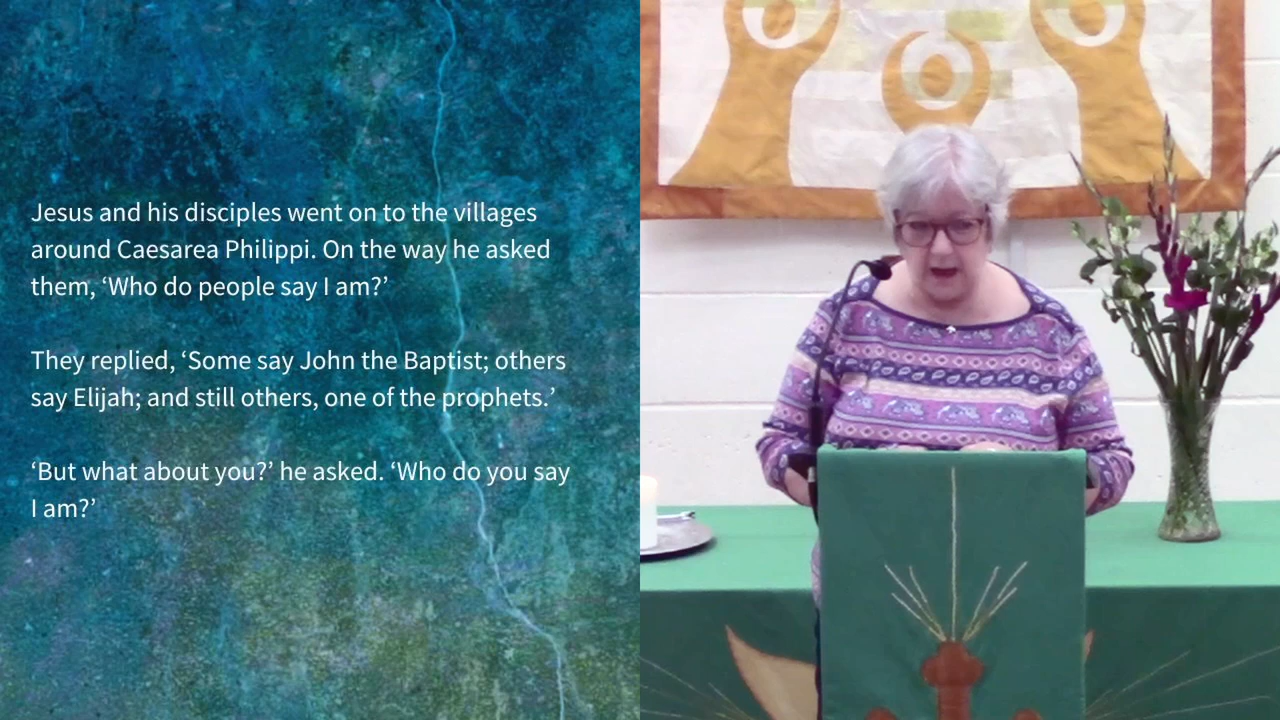 Jesus and his disciples went on to the villages
around Caesarea Philippi. On the way he asked
them, ‘Who do people say I am?’
They replied, ‘Some say John the Baptist; others
say Elijah; and still others, one of the prophets.’
‘But what about you?’ he asked. ‘Who do you say
I am?’